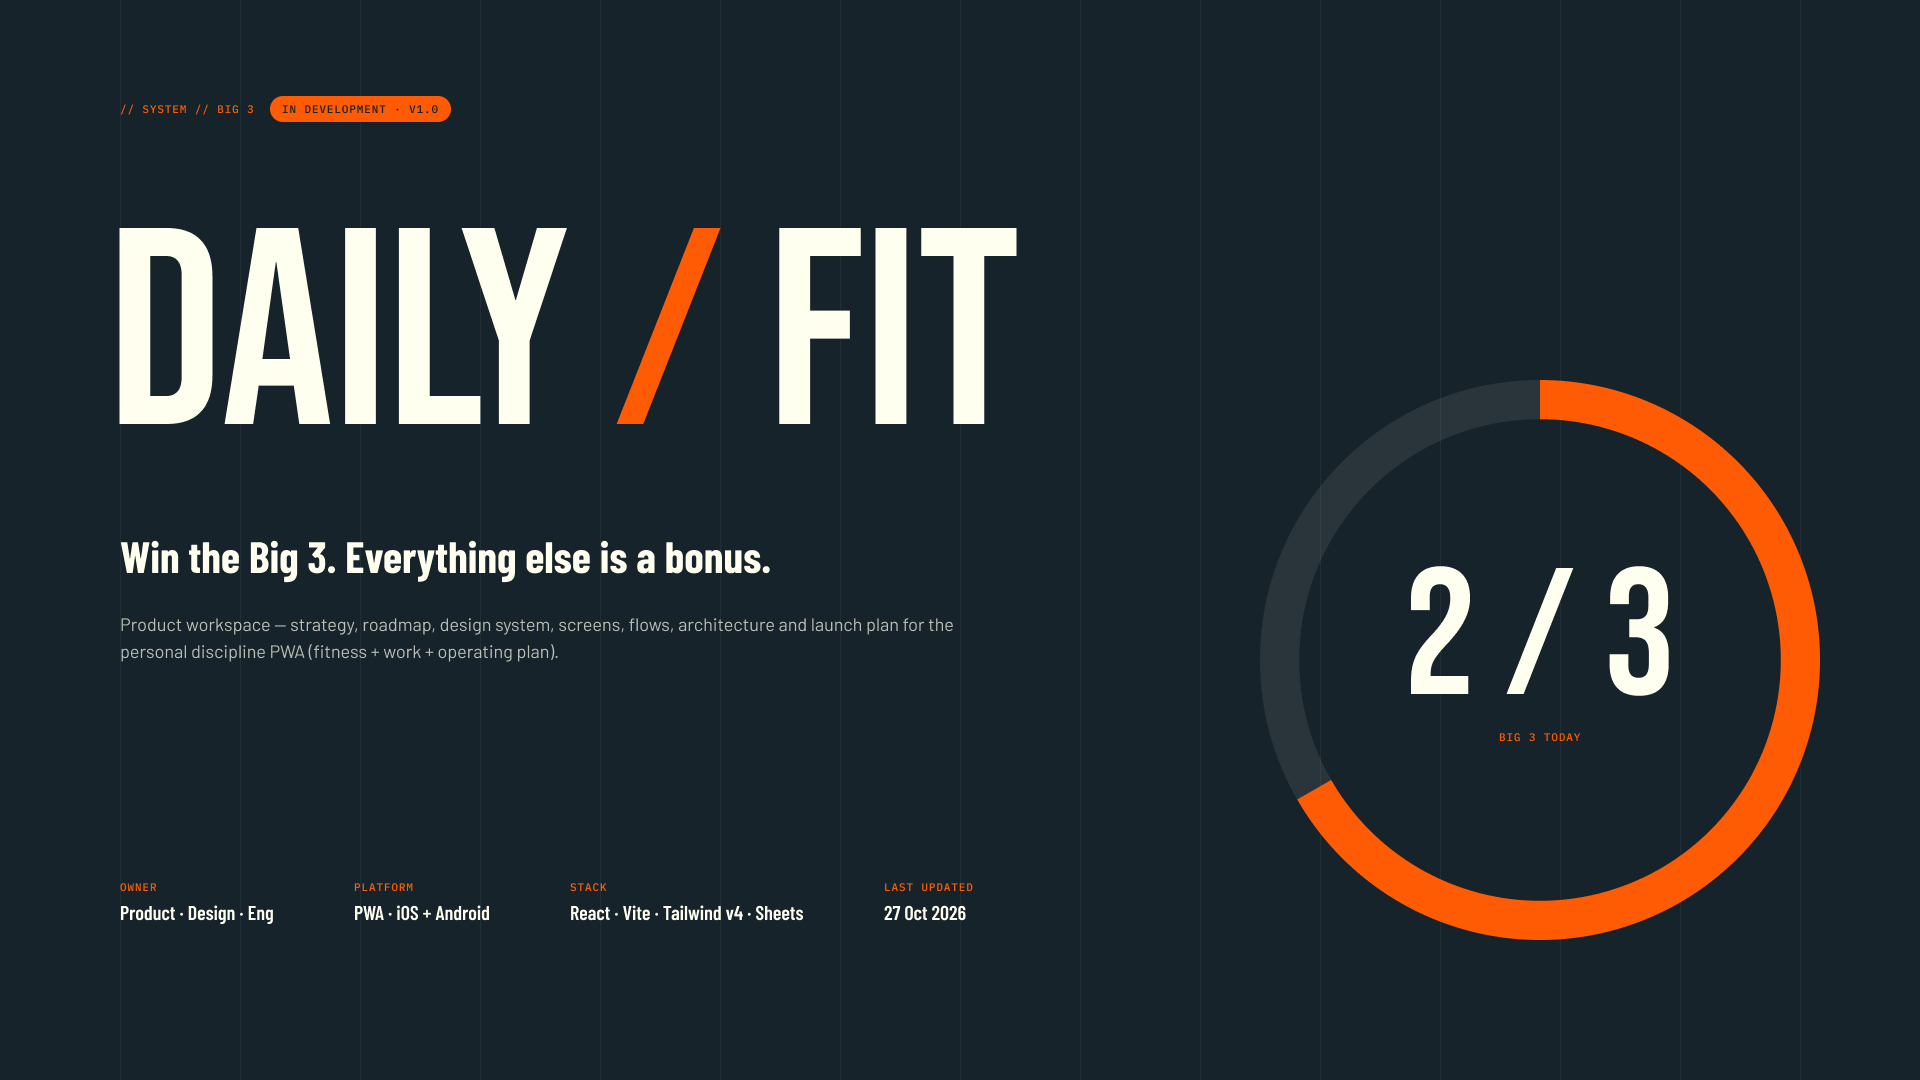 // SYSTEM // BIG 3
IN DEVELOPMENT · V1.0
DAILY / FIT
Win the Big 3. Everything else is a bonus.
Product workspace — strategy, roadmap, design system, screens, flows, architecture and launch plan for the
personal discipline PWA (fitness + work + operating plan).
2 / 3
BIG 3 TODAY
OWNER
Product · Design · Eng
PLATFORM
PWA · iOS + Android
STACK
React · Vite · Tailwind v4 · Sheets
LAST UPDATED
27 Oct 2026